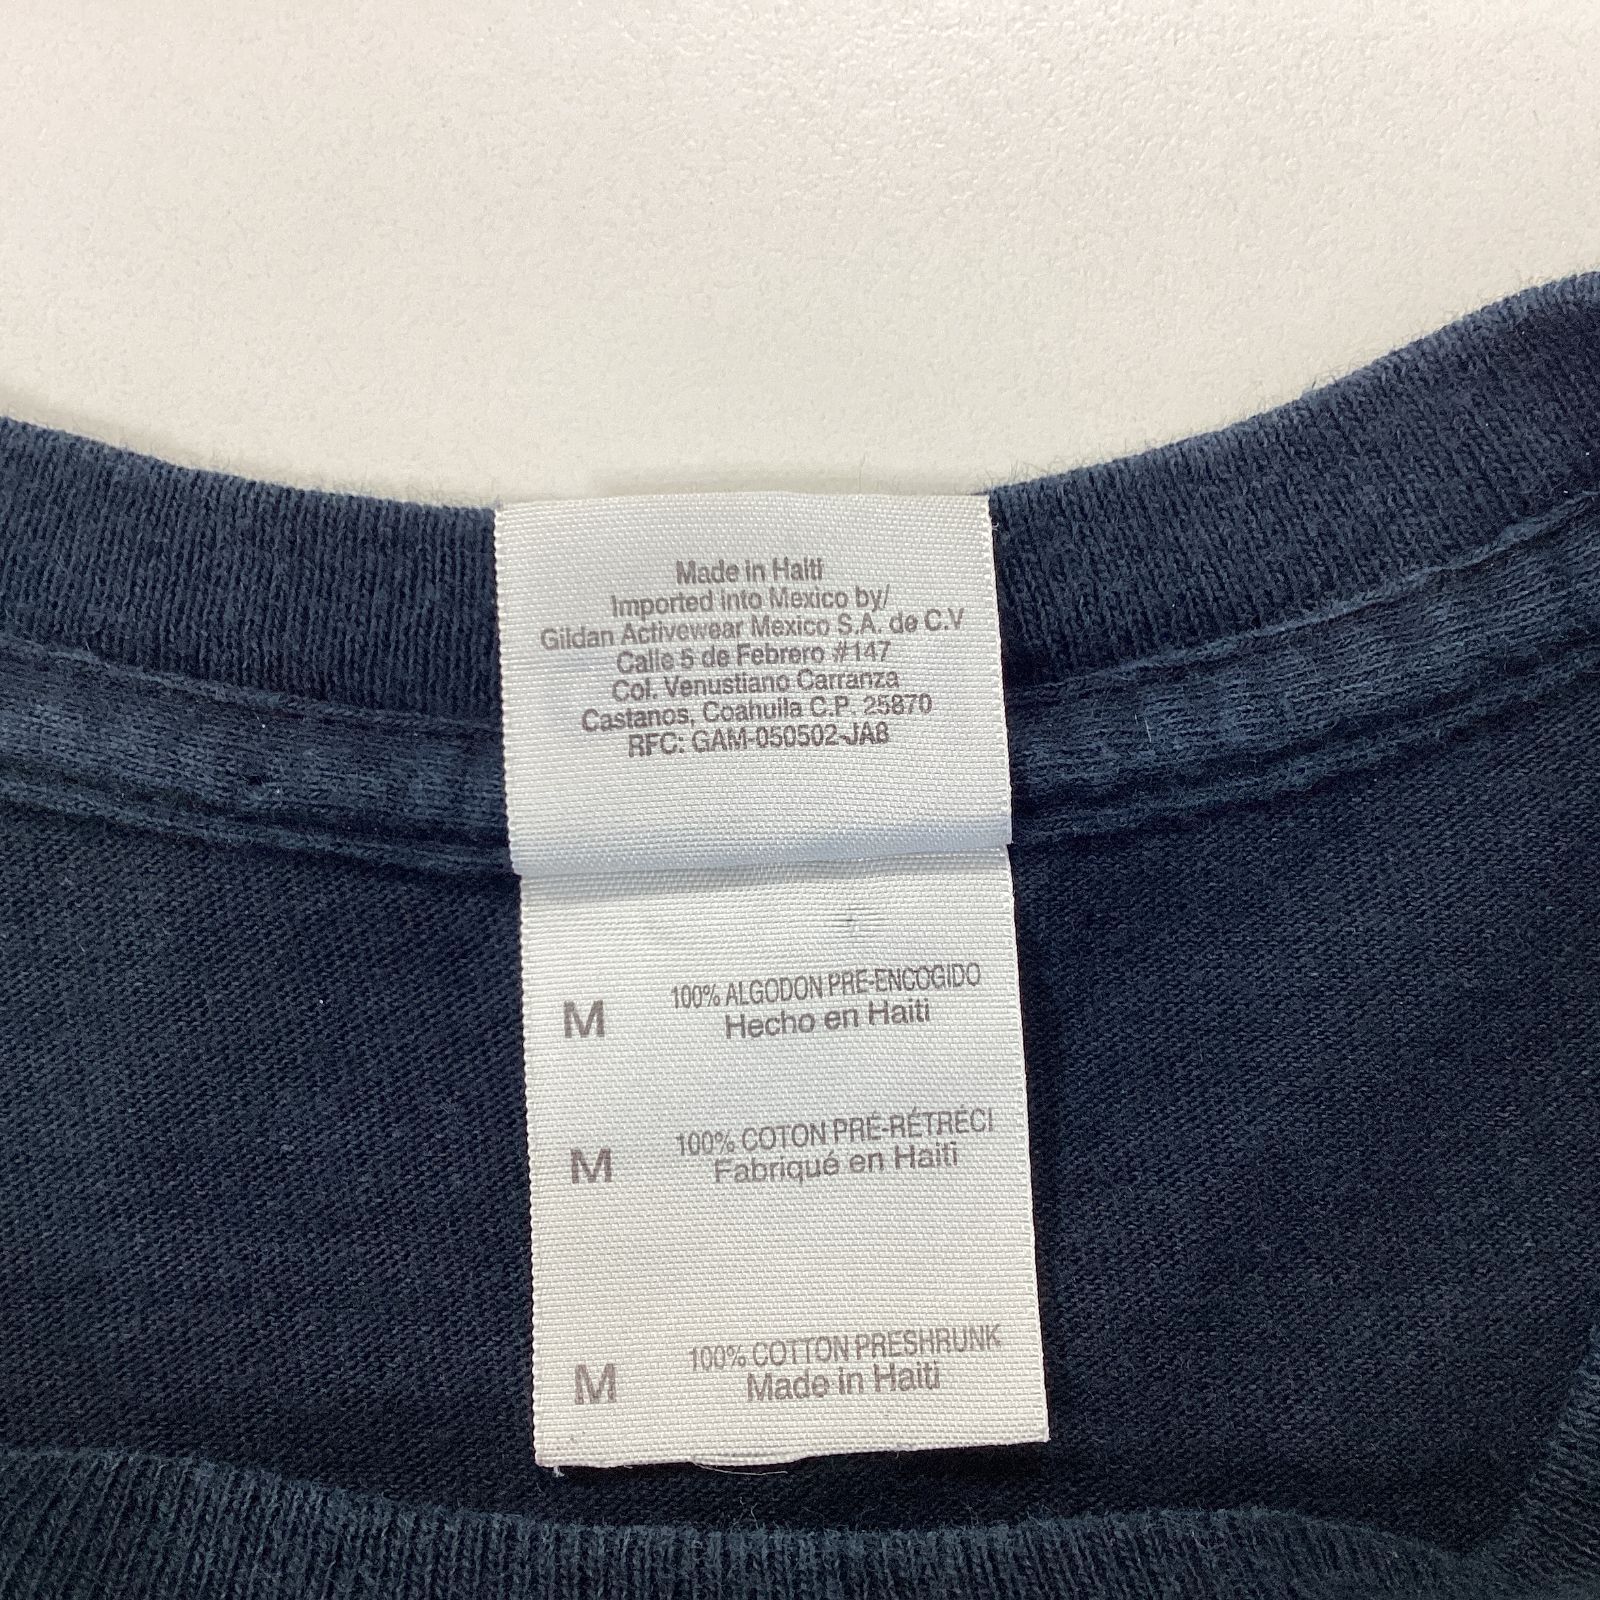 Made in Haiti
Imported into Mexico by/
Gildan Activewear Mexico S.A. de C.V
Calle 5 de Febrero #147
Col. Venustiano Carranza
Castanos, Coahuila C.P. 25870
RFC: GAM-050502-JA8
M 100% ALGODON PRE-ENCOGIDO
Hecho en Haiti
M 100% COTON PRÉ-RÉTRÉCI
Fabriqué en Haïti
M 100% COTTON PRESHRUNK
Made in Haiti